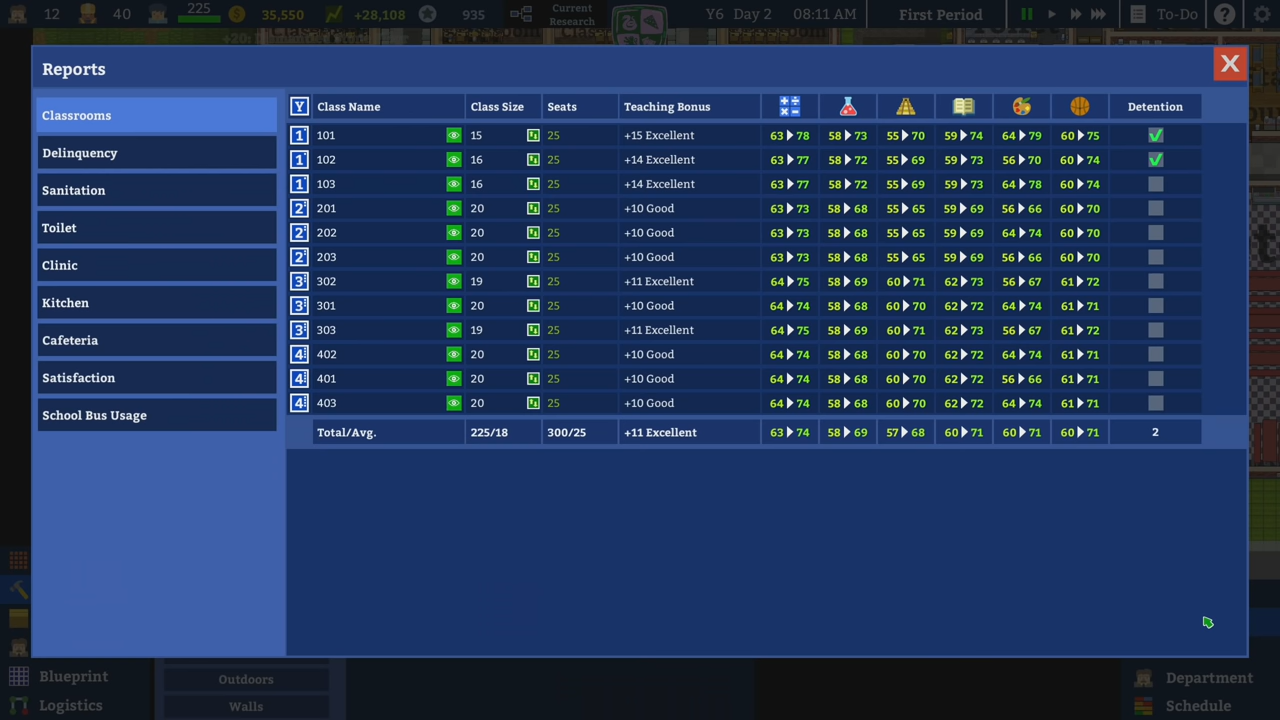 12 40 225 35,550 +28,108 935 Current Research Y6 Day 2 08:11 AM First Period To-Do
Reports X
Classrooms
Delinquency
Sanitation
Toilet
Clinic
Kitchen
Cafeteria
Satisfaction
School Bus Usage
Y Class Name Class Size Seats Teaching Bonus Detention
1 101 15 25 +15 Excellent 63 78 58 73 55 70 59 74 64 79 60 75
1 102 16 25 +14 Excellent 63 77 58 72 55 69 59 73 56 70 60 74
1 103 16 25 +14 Excellent 63 77 58 72 55 69 59 73 64 78 60 74
2 201 20 25 +10 Good 63 73 58 68 55 65 59 69 56 66 60 70
2 202 20 25 +10 Good 63 73 58 68 55 65 59 69 64 74 60 70
2 203 20 25 +10 Good 63 73 58 68 55 65 59 69 56 66 60 70
3 302 19 25 +11 Excellent 64 75 58 69 60 71 62 73 56 67 61 72
3 301 20 25 +10 Good 64 74 58 68 60 70 62 72 64 74 61 71
3 303 19 25 +11 Excellent 64 75 58 69 60 71 62 73 56 67 61 72
4 402 20 25 +10 Good 64 74 58 68 60 70 62 72 64 74 61 71
4 401 20 25 +10 Good 64 74 58 68 60 70 62 72 56 66 61 71
4 403 20 25 +10 Good 64 74 58 68 60 70 62 72 64 74 61 71
Total/Avg. 225/18 300/25 +11 Excellent 63 74 58 69 57 68 60 71 60 71 60 71 2
Blueprint
Logistics
Outdoors
Walls
Department
Schedule